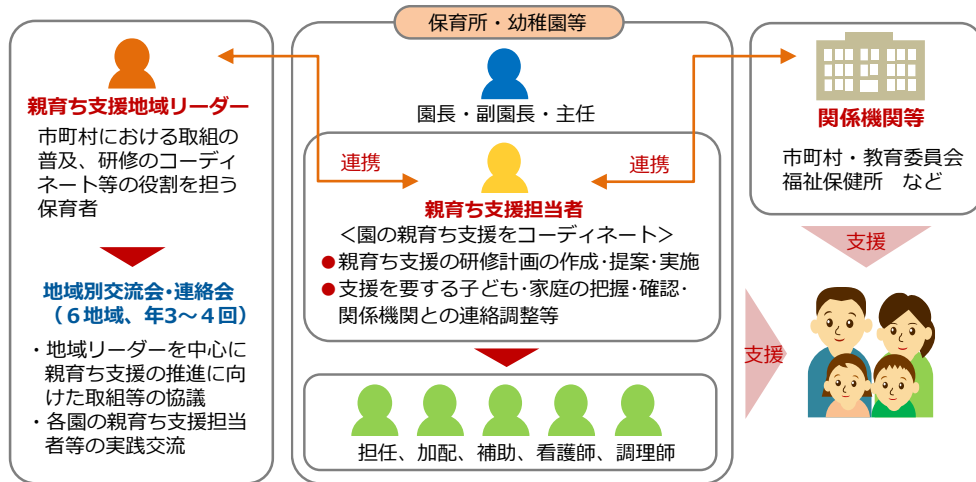 保育所・幼稚園等
親育ち支援地域リーダー
市町村における取組の
普及、研修のコーディ
ネート等の役割を担う
保育者
地域別交流会・連絡会
（６地域、年3～４回）
・地域リーダーを中心に
親育ち支援の推進に向
けた取組等の協議
・各園の親育ち支援担当
者等の実践交流
園長・副園長・主任
連携
連携
親育ち支援担当者
＜園の親育ち支援をコーディネート＞
●親育ち支援の研修計画の作成・提案・実施
●支援を要する子ども・家庭の把握・確認・
関係機関との連絡調整等
担任、加配、補助、看護師、調理師
関係機関等
市町村・教育委員会
福祉保健所　など
支援
支援